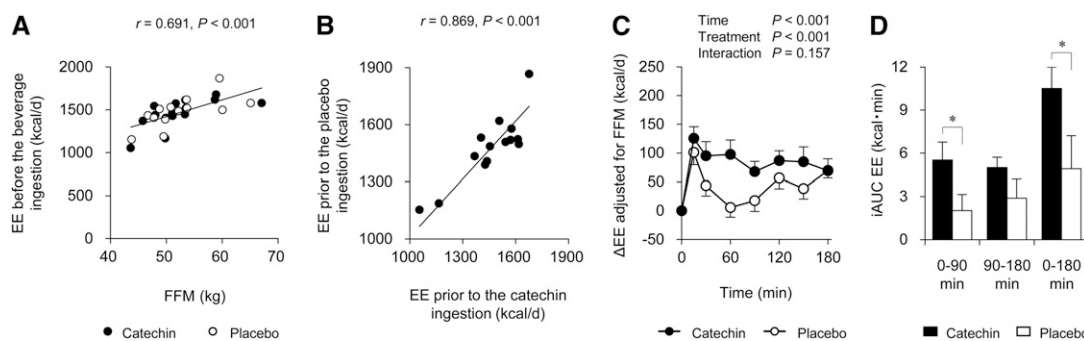 A
r = 0.691, P < 0.001
EE before the beverage
ingestion (kcal/d)
2000
1500
1000
500
0
40
50
60
70
FFM (kg)
Catechin
Placebo
B
r = 0.869, P < 0.001
EE prior to the placebo
ingestion (kcal/d)
1900
1600
1300
1000
1000
1300
1600
1900
EE prior to the catechin
ingestion (kcal/d)
C
Time P < 0.001
Treatment P < 0.001
Interaction P = 0.157
ΔEE adjusted for FFM (kcal/d)
250
200
150
100
50
0
-50
0
60
120
180
Time (min)
Catechin
Placebo
D
iAUC EE (kcal•min)
12
9
6
3
0
*
*
0-90
min
90-180
min
0-180
min
Catechin
Placebo